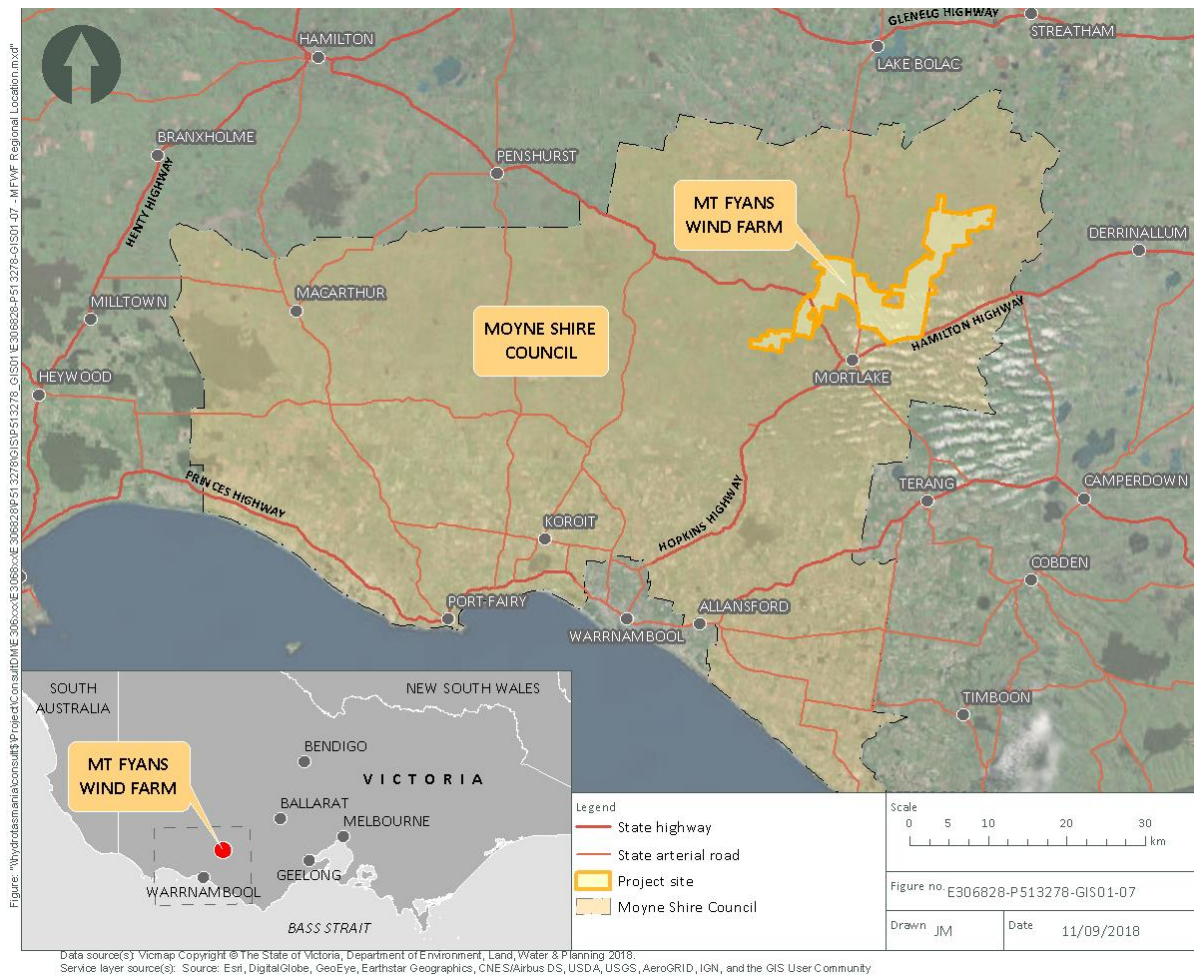 GLENELG HIGHWAY
STREATHAM
HAMILTON
LAKE BOLAC
BRANXHOLME
PENSHURST
HENTY HIGHWAY
MT FYANS
WIND FARM
DERRINALLUM
MILLTOWN
MACARTHUR
MOYNE SHIRE
COUNCIL
HAMILTON HIGHWAY
MORTLAKE
HEYWOOD
PRINCES HIGHWAY
TERANG
CAMPERDOWN
HOPKINS HIGHWAY
KOROIT
COBDEN
PORT-FAIRY
ALLANSFORD
WARRNAMBOOL
TIMBOON
SOUTH
AUSTRALIA
NEW SOUTH WALES
MT FYANS
WIND FARM
BENDIGO
VICTORIA
BALLARAT
MELBOURNE
GEELONG
WARRNAMBOOL
BASS STRAIT
Legend
State highway
State arterial road
Project site
Moyne Shire Council
Scale
0 5 10 20 30
km
Figure no. E306828-P513278-GIS01-07
Drawn JM Date 11/09/2018
Data source(s): Vicmap Copyright © The State of Victoria, Department of Environment, Land, Water & Planning 2018.
Service layer source(s): Source: Esri, DigitalGlobe, GeoEye, Earthstar Geographics, CNES/Airbus DS, USDA, USGS, AeroGRID, IGN, and the GIS User Community